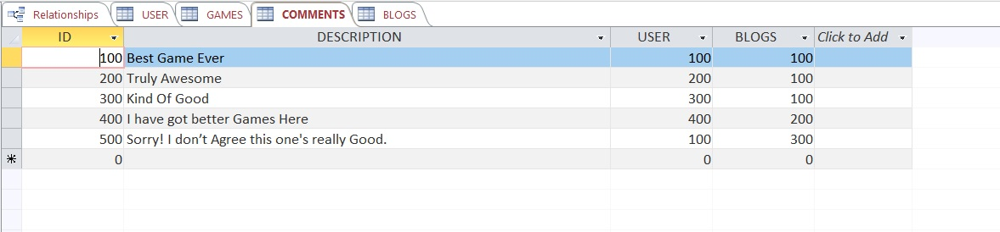 Relationships USER GAMES COMMENTS BLOGS
ID DESCRIPTION USER BLOGS Click to Add
100 Best Game Ever 100 100
200 Truly Awesome 200 100
300 Kind Of Good 300 100
400 I have got better Games Here 400 200
500 Sorry! I don’t Agree this one's really Good. 100 300
0 0 0